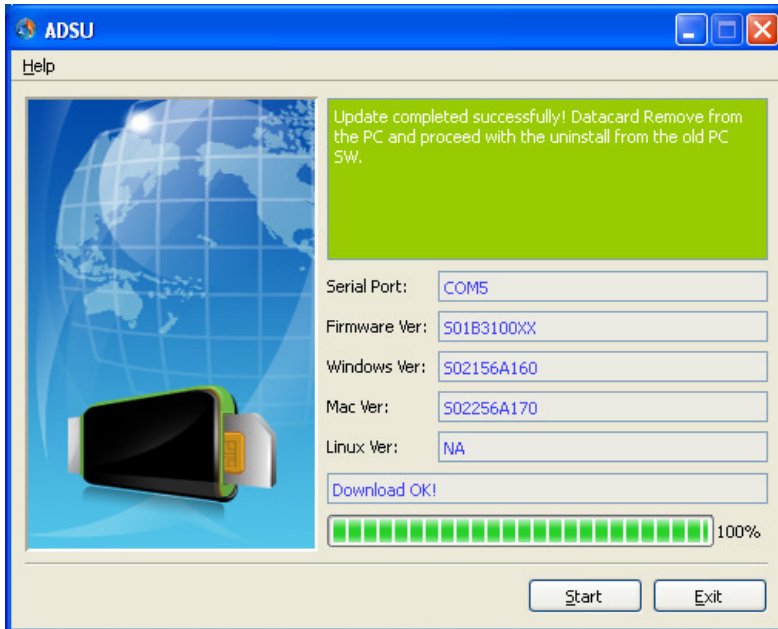 ADSU
Help
Update completed successfully! Datacard Remove from
the PC and proceed with the uninstall from the old PC
SW.
Serial Port: COM5
Firmware Ver: S01B3100XX
Windows Ver: S02156A160
Mac Ver: S02256A170
Linux Ver: NA
Download OK!
100%
Start Exit